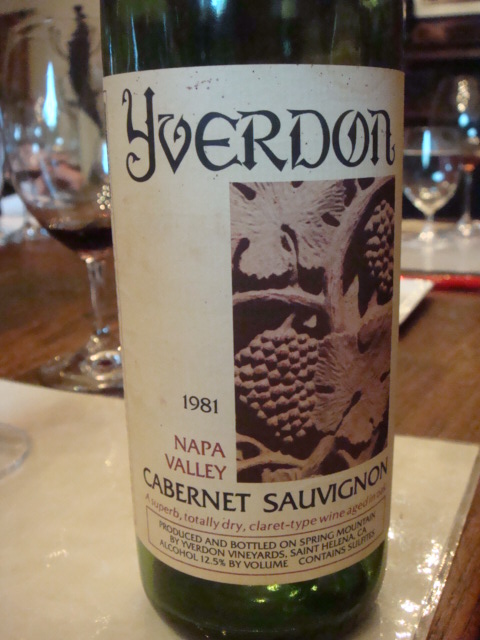 YVERDON
1981
NAPA
VALLEY
CABERNET SAUVIGNON
A superb, totally dry, claret-type wine aged in oak
PRODUCED AND BOTTLED ON SPRING MOUNTAIN
BY YVERDON VINEYARDS, SAINT HELENA, CA
ALCOHOL 12.5% BY VOLUME CONTAINS SULFITES